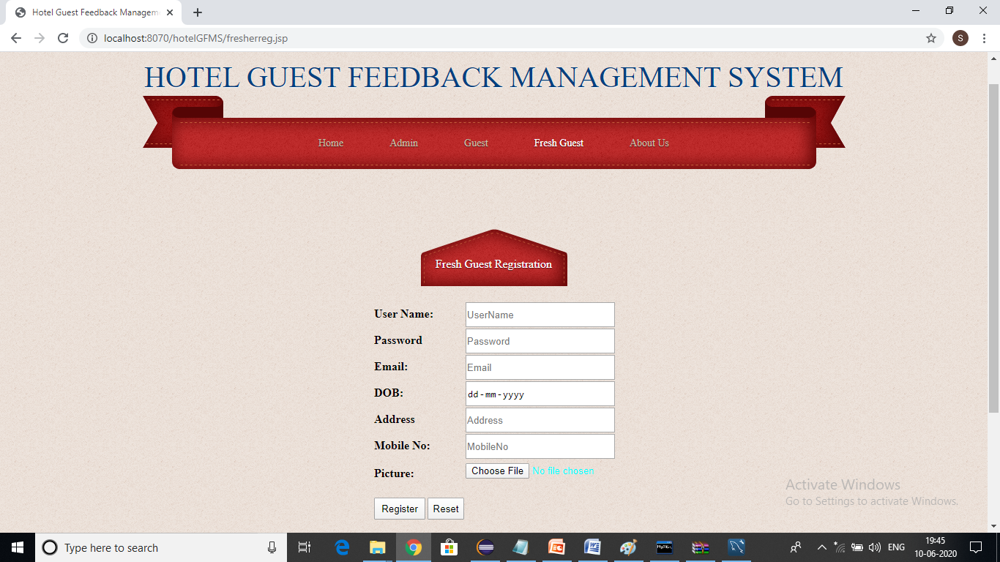 Hotel Guest Feedback Managem
localhost:8070/hotelGFMS/fresherreg.jsp
S
HOTEL GUEST FEEDBACK MANAGEMENT SYSTEM
Home Admin Guest Fresh Guest About Us
Fresh Guest Registration
User Name: UserName
Password Password
Email: Email
DOB: dd-mm-yyyy
Address Address
Mobile No: MobileNo
Picture: Choose File No file chosen
Register Reset
Activate Windows
Go to Settings to activate Windows.
Type here to search
ENG
19:45
10-06-2020